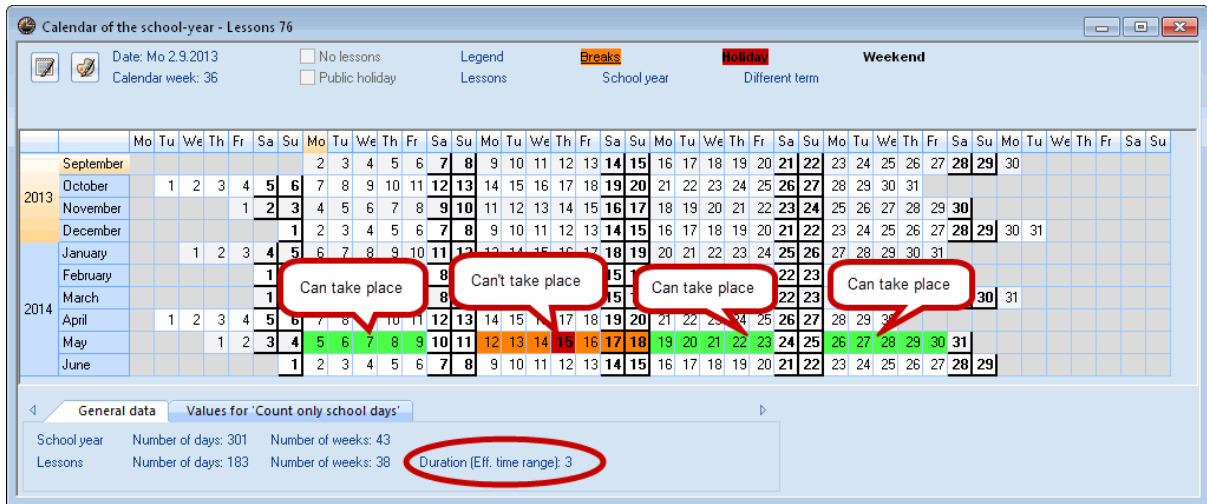 Calendar of the school-year - Lessons 76
Date: Mo 2.9.2013 No lessons Legend Breaks Holiday Weekend
Calendar week: 36 Public holiday Lessons School year Different term
Mo Tu We Th Fr Sa Su Mo Tu We Th Fr Sa Su Mo Tu We Th Fr Sa Su Mo Tu We Th Fr Sa Su Mo Tu We Th Fr Sa Su Mo Tu We Th Fr Sa Su
2013
September 2 3 4 5 6 7 8 9 10 11 12 13 14 15 16 17 18 19 20 21 22 23 24 25 26 27 28 29 30
October 1 2 3 4 5 6 7 8 9 10 11 12 13 14 15 16 17 18 19 20 21 22 23 24 25 26 27 28 29 30 31
November 1 2 3 4 5 6 7 8 9 10 11 12 13 14 15 16 17 18 19 20 21 22 23 24 25 26 27 28 29 30
December 1 2 3 4 5 6 7 8 9 10 11 12 13 14 15 16 17 18 19 20 21 22 23 24 25 26 27 28 29 30 31
2014
January 1 2 3 4 5 6 7 8 9 10 11 12 13 14 15 16 17 18 19 20 21 22 23 24 25 26 27 28 29 30 31
February 1 8 15 22 23
Can take place
Can't take place
Can take place
Can take place
March 1 8 15 22 23 30 31
April 1 2 3 4 5 6 7 8 10 11 12 13 14 15 17 18 19 20 21 22 23 24 25 26 27 28 29
May 1 2 3 4 5 6 7 8 9 10 11 12 13 14 15 16 17 18 19 20 21 22 23 24 25 26 27 28 29 30 31
June 1 2 3 4 5 6 7 8 9 10 11 12 13 14 15 16 17 18 19 20 21 22 23 24 25 26 27 28 29
General data Values for 'Count only school days'
School year Number of days: 301 Number of weeks: 43
Lessons Number of days: 183 Number of weeks: 38 Duration (Eff. time range): 3